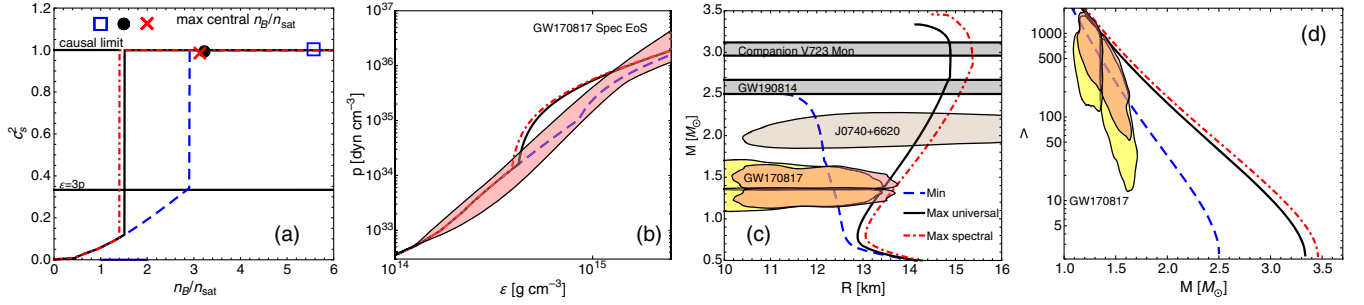 max central n_B/n_sat
causal limit
ε=3p
(a)
c_s^2
0.0
0.2
0.4
0.6
0.8
1.0
1.2
0 1 2 3 4 5 6
n_B/n_sat
GW170817 Spec EoS
(b)
p [dyn cm^-3]
10^33
10^34
10^35
10^36
10^37
10^14 10^15
ε [g cm^-3]
Companion V723 Mon
GW190814
J0740+6620
GW170817
Min
Max universal
Max spectral
(c)
M [M_⊙]
0.5
1.0
1.5
2.0
2.5
3.0
3.5
10 11 12 13 14 15 16
R [km]
(d)
GW170817
Λ
5
10
50
100
500
1000
1.0 1.5 2.0 2.5 3.0 3.5
M [M_⊙]